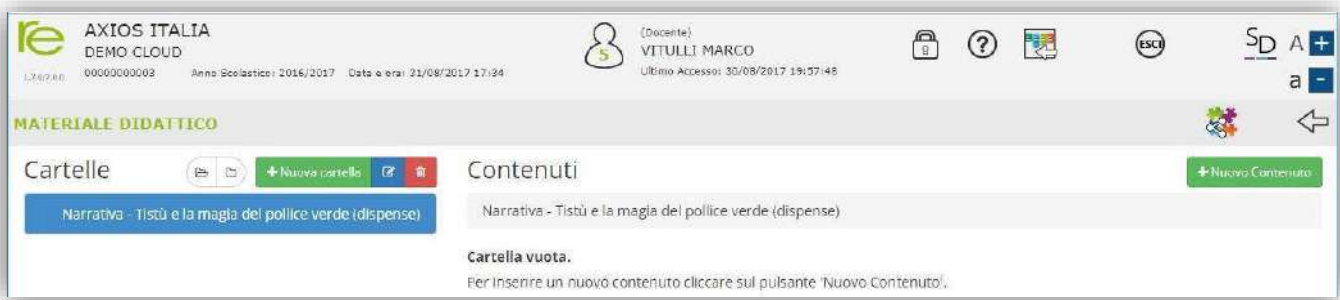 re
AXIOS ITALIA
DEMO CLOUD
00000000003 Anno Scolastico: 2016/2017 Data e ora: 31/08/2017 17:34
5
(Docente)
VITULLI MARCO
Ultimo Accesso: 30/08/2017 19:57:48
?
ESCI
SD A +
a -
MATERIALE DIDATTICO
Cartelle
+ Nuova cartella
Contenuti
+ Nuovo Contenuto
Narrativa - Tistù e la magia del pollice verde (dispense)
Narrativa - Tistù e la magia del pollice verde (dispense)
Cartella vuota.
Per inserire un nuovo contenuto cliccare sul pulsante 'Nuovo Contenuto'.